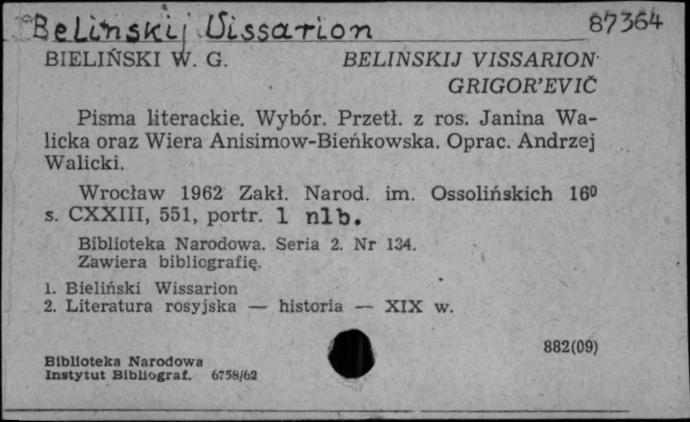 Belinskij Vissarion 87364
BIELIŃSKI W. G. BELINSKIJ VISSARION
GRIGOR'EVIČ
Pisma literackie. Wybór. Przetł. z ros. Janina Wa-
licka oraz Wiera Anisimow-Bieńkowska. Oprac. Andrzej
Walicki.
Wrocław 1962 Zakł. Narod. im. Ossolińskich 16⁰
s. CXXIII, 551, portr. 1 nlb.
Biblioteka Narodowa. Seria 2. Nr 134.
Zawiera bibliografię.
1. Bieliński Wissarion
2. Literatura rosyjska — historia — XIX w.
882(09)
Biblioteka Narodowa
Instytut Bibliograf. 6758/62